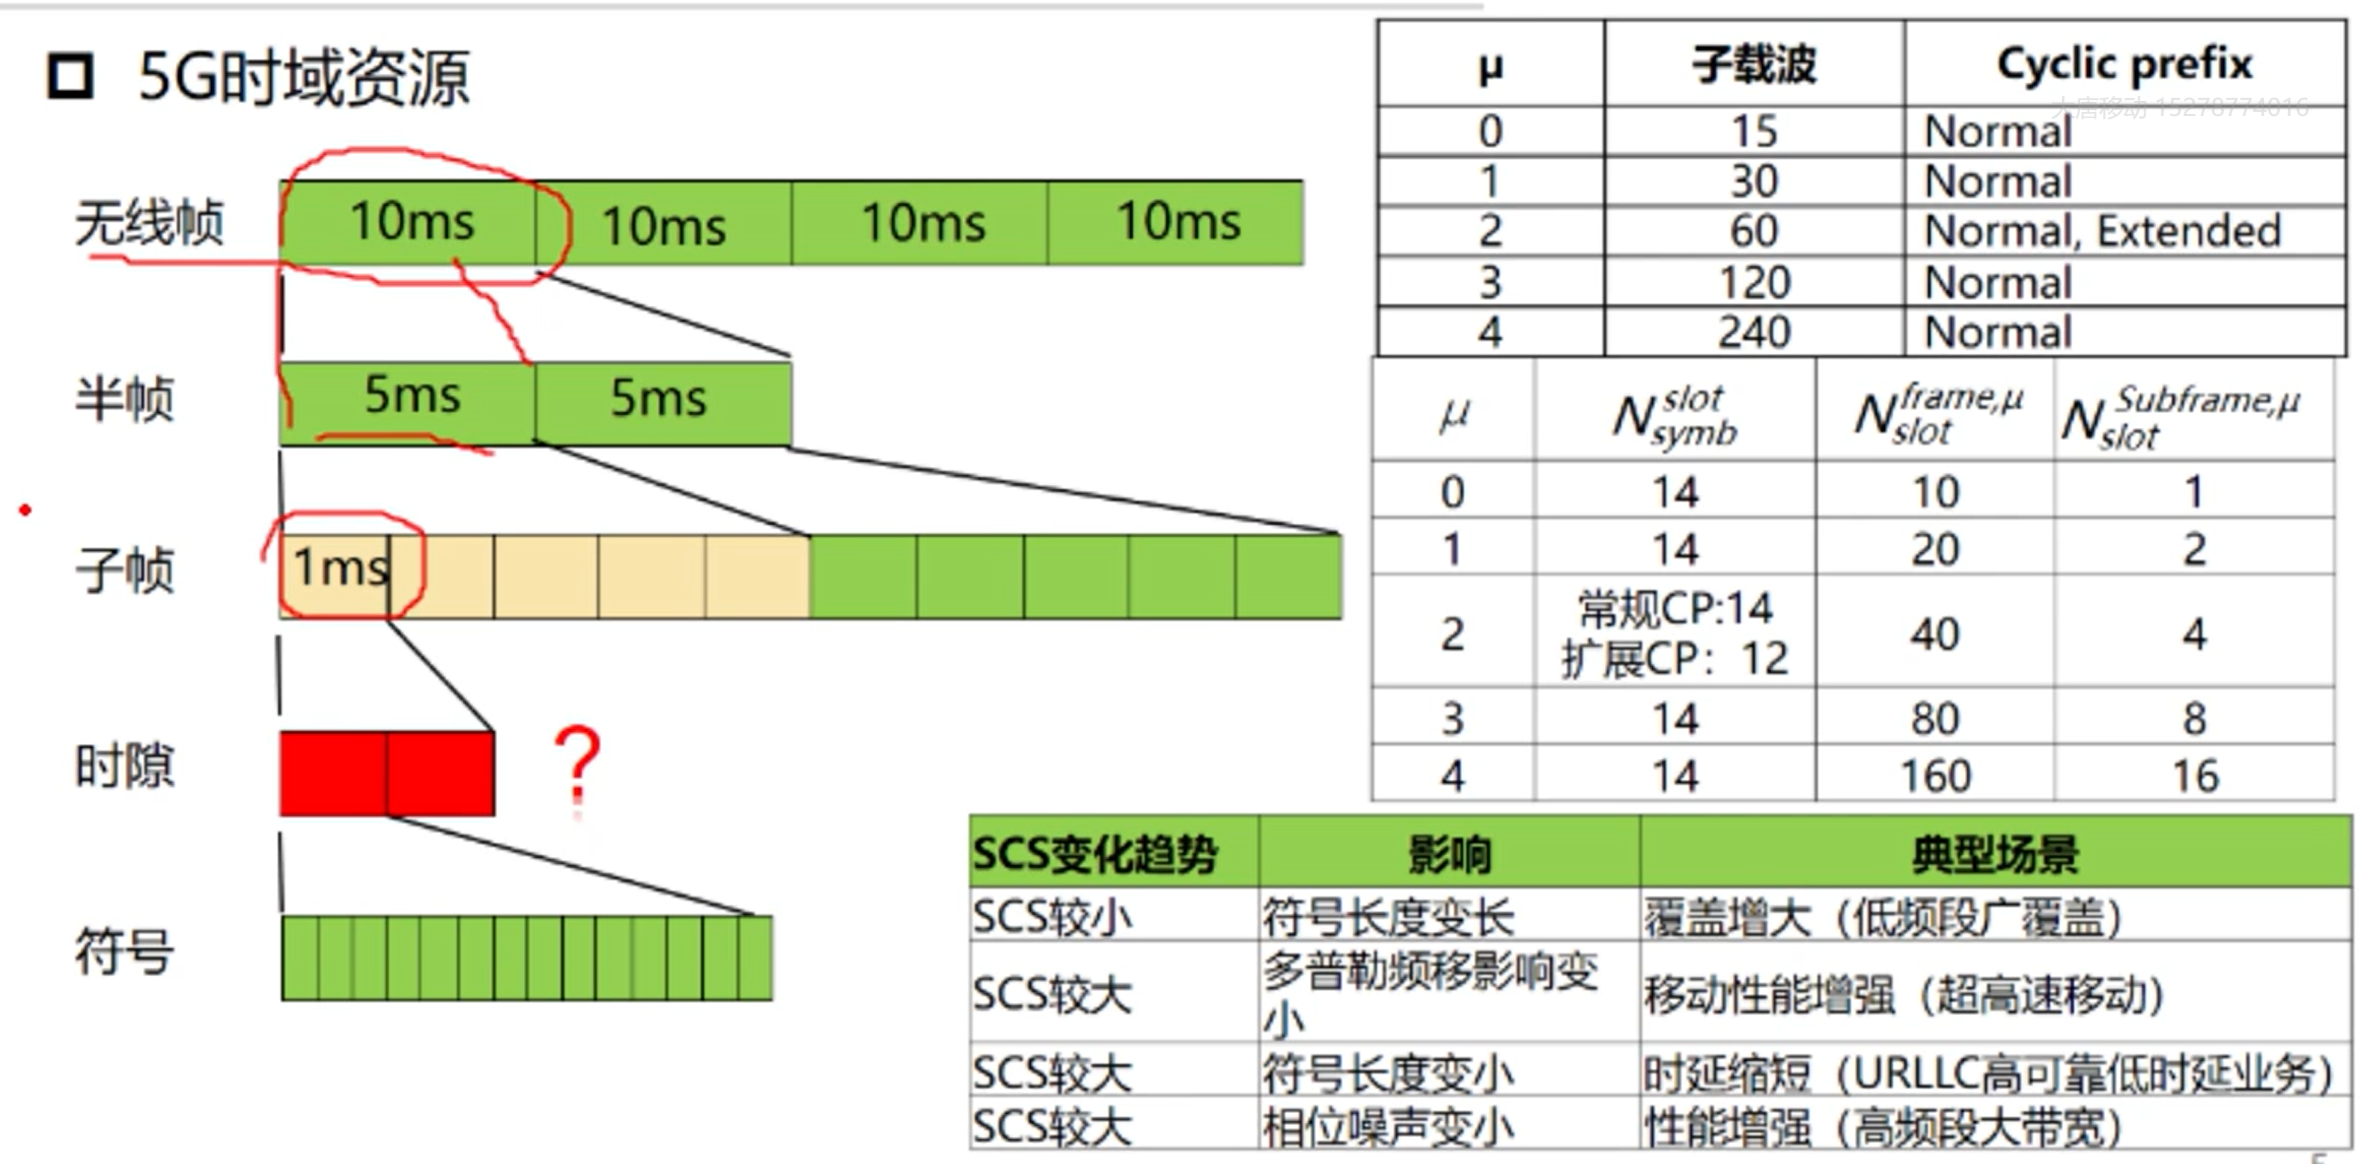 5G时域资源
无线帧
10ms
10ms
10ms
10ms
半帧
5ms
5ms
子帧
1ms
时隙
?
符号
μ 子载波 Cyclic prefix
大唐移动 15278774016
0 15 Normal
1 30 Normal
2 60 Normal, Extended
3 120 Normal
4 240 Normal
μ N slot symb N frame,μ slot N Subframe,μ slot
0 14 10 1
1 14 20 2
2 常规CP:14 40 4
扩展CP：12
3 14 80 8
4 14 160 16
SCS变化趋势 影响 典型场景
SCS较小 符号长度变长 覆盖增大（低频段广覆盖）
SCS较大 多普勒频移影响变 移动性能增强（超高速移动）
小
SCS较大 符号长度变小 时延缩短（URLLC高可靠低时延业务）
SCS较大 相位噪声变小 性能增强（高频段大带宽）